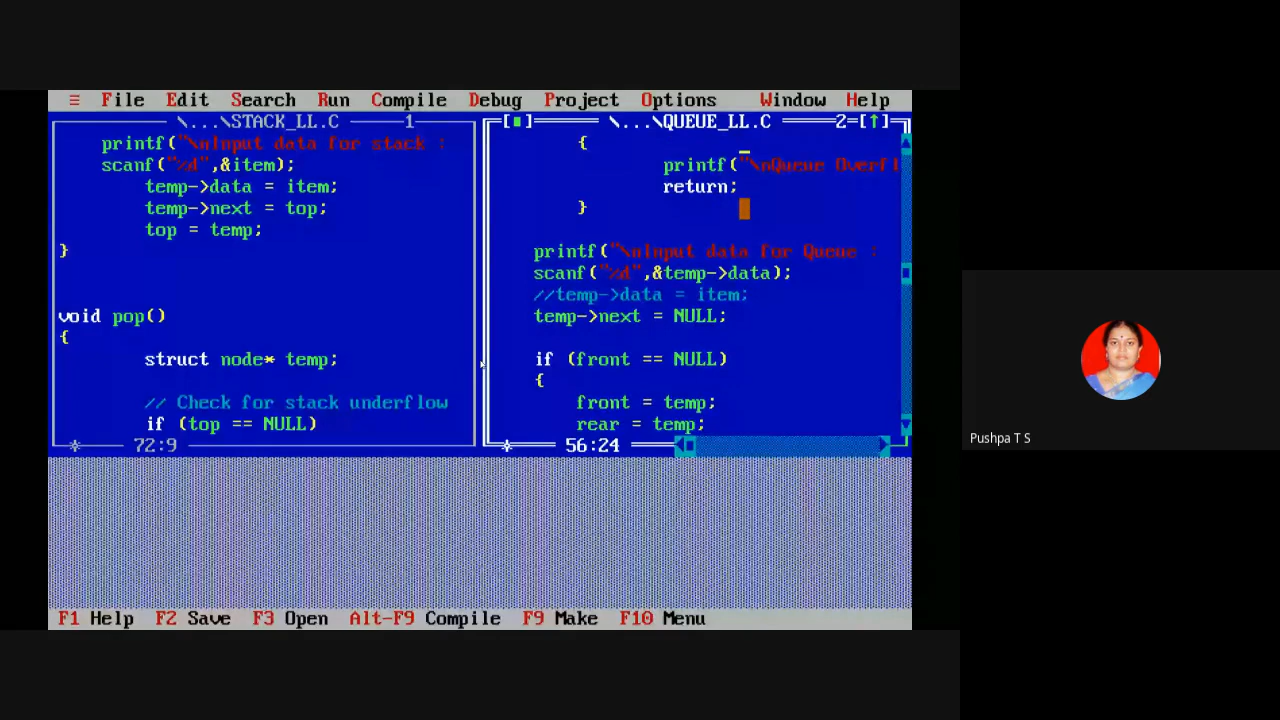 ≡ File Edit Search Run Compile Debug Project Options Window Help
\...\STACK_LL.C 1
printf("\nInput data for stack :
scanf("%d",&item);
temp->data = item;
temp->next = top;
top = temp;
}
void pop()
{
struct node* temp;
// Check for stack underflow
if (top == NULL)
72:9
[■] \...\QUEUE_LL.C 2=[↑]
{
printf("\nQueue Overfl
return;
}
printf("\nInput data for Queue :
scanf("%d",&temp->data);
//temp->data = item;
temp->next = NULL;
if (front == NULL)
{
front = temp;
rear = temp;
56:24
F1 Help F2 Save F3 Open Alt-F9 Compile F9 Make F10 Menu
Pushpa T S